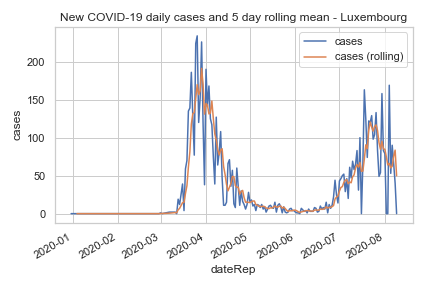 New COVID-19 daily cases and 5 day rolling mean - Luxembourg
cases
cases (rolling)
200
150
100
50
0
cases
2020-01
2020-02
2020-03
2020-04
2020-05
2020-06
2020-07
2020-08
dateRep